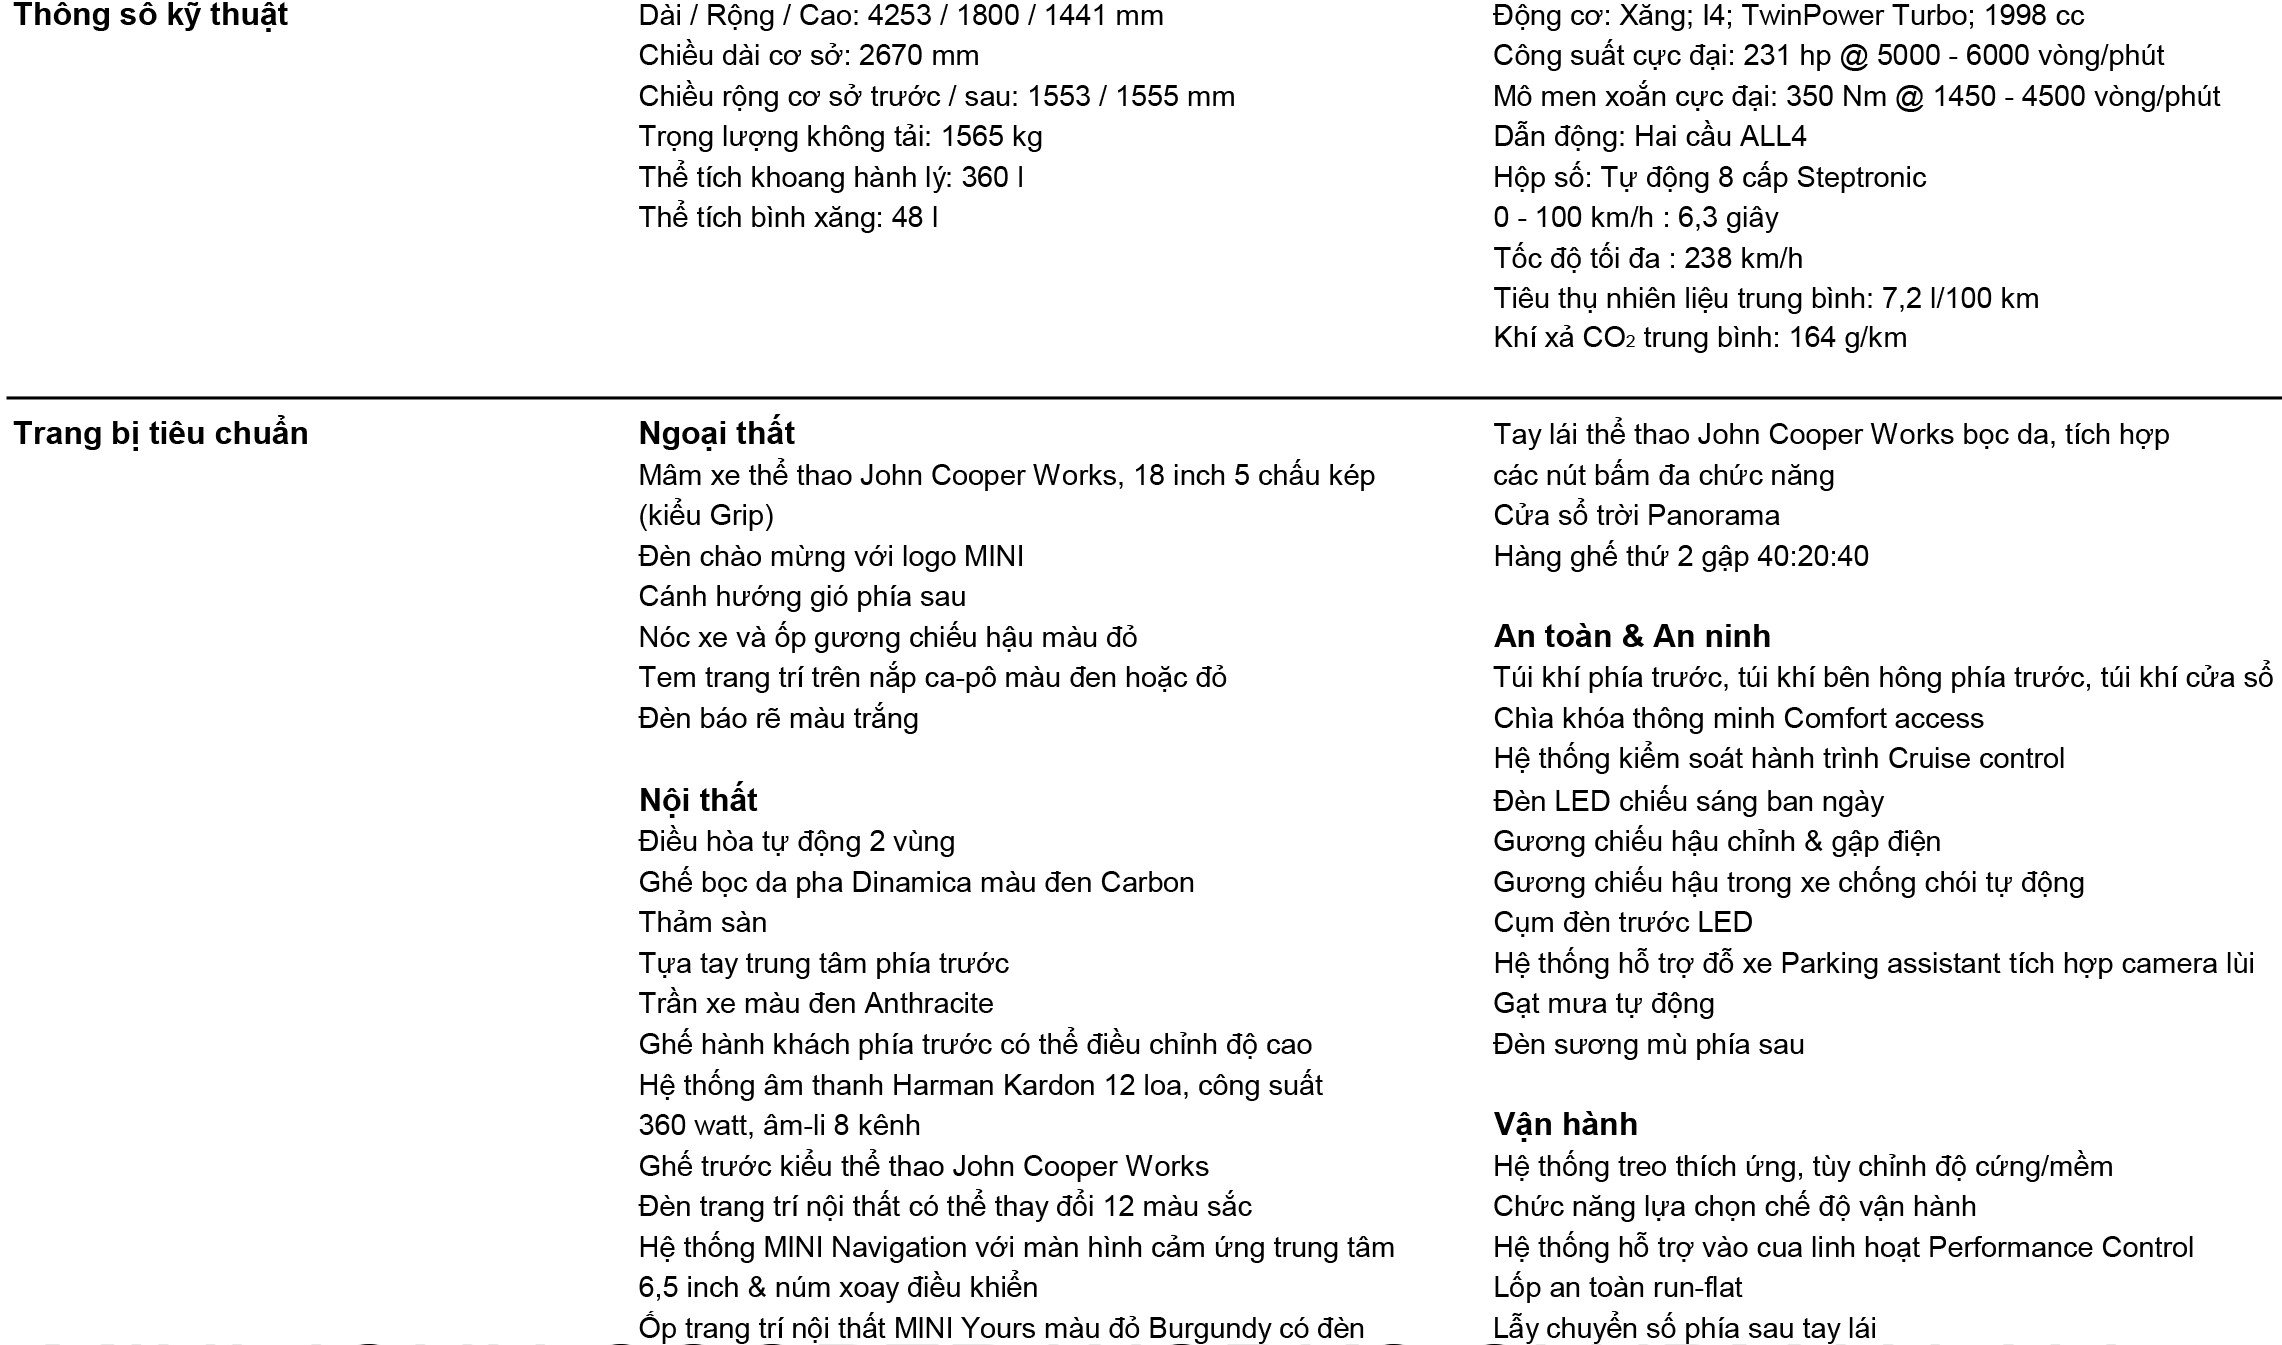 Thông số kỹ thuật
Dài / Rộng / Cao: 4253 / 1800 / 1441 mm
Chiều dài cơ sở: 2670 mm
Chiều rộng cơ sở trước / sau: 1553 / 1555 mm
Trọng lượng không tải: 1565 kg
Thể tích khoang hành lý: 360 l
Thể tích bình xăng: 48 l
Động cơ: Xăng; I4; TwinPower Turbo; 1998 cc
Công suất cực đại: 231 hp @ 5000 - 6000 vòng/phút
Mô men xoắn cực đại: 350 Nm @ 1450 - 4500 vòng/phút
Dẫn động: Hai cầu ALL4
Hộp số: Tự động 8 cấp Steptronic
0 - 100 km/h : 6,3 giây
Tốc độ tối đa : 238 km/h
Tiêu thụ nhiên liệu trung bình: 7,2 l/100 km
Khí xả CO₂ trung bình: 164 g/km
Trang bị tiêu chuẩn
Ngoại thất
Mâm xe thể thao John Cooper Works, 18 inch 5 chấu kép
(kiểu Grip)
Đèn chào mừng với logo MINI
Cánh hướng gió phía sau
Nóc xe và ốp gương chiếu hậu màu đỏ
Tem trang trí trên nắp ca-pô màu đen hoặc đỏ
Đèn báo rẽ màu trắng
Nội thất
Điều hòa tự động 2 vùng
Ghế bọc da pha Dinamica màu đen Carbon
Thảm sàn
Tựa tay trung tâm phía trước
Trần xe màu đen Anthracite
Ghế hành khách phía trước có thể điều chỉnh độ cao
Hệ thống âm thanh Harman Kardon 12 loa, công suất
360 watt, âm-li 8 kênh
Ghế trước kiểu thể thao John Cooper Works
Đèn trang trí nội thất có thể thay đổi 12 màu sắc
Hệ thống MINI Navigation với màn hình cảm ứng trung tâm
6,5 inch & núm xoay điều khiển
Ốp trang trí nội thất MINI Yours màu đỏ Burgundy có đèn
Tay lái thể thao John Cooper Works bọc da, tích hợp
các nút bấm đa chức năng
Cửa sổ trời Panorama
Hàng ghế thứ 2 gập 40:20:40
An toàn & An ninh
Túi khí phía trước, túi khí bên hông phía trước, túi khí cửa sổ
Chìa khóa thông minh Comfort access
Hệ thống kiểm soát hành trình Cruise control
Đèn LED chiếu sáng ban ngày
Gương chiếu hậu chỉnh & gập điện
Gương chiếu hậu trong xe chống chói tự động
Cụm đèn trước LED
Hệ thống hỗ trợ đỗ xe Parking assistant tích hợp camera lùi
Gạt mưa tự động
Đèn sương mù phía sau
Vận hành
Hệ thống treo thích ứng, tùy chỉnh độ cứng/mềm
Chức năng lựa chọn chế độ vận hành
Hệ thống hỗ trợ vào cua linh hoạt Performance Control
Lốp an toàn run-flat
Lẫy chuyển số phía sau tay lái